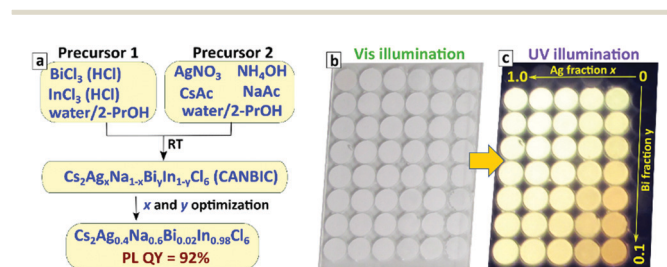 a
Precursor 1
BiCl₃ (HCl)
InCl₃ (HCl)
water/2-PrOH
Precursor 2
AgNO₃ NH₄OH
CsAc NaAc
water/2-PrOH
RT
Cs₂AgₓNa₁₋ₓBiᵧIn₁₋ᵧCl₆ (CANBIC)
x and y optimization
Cs₂Ag₀.₄Na₀.₆Bi₀.₀₂In₀.₉₈Cl₆
PL QY = 92%
b
Vis illumination
c
UV illumination
Ag fraction x
1.0
0
Bi fraction y
0.1